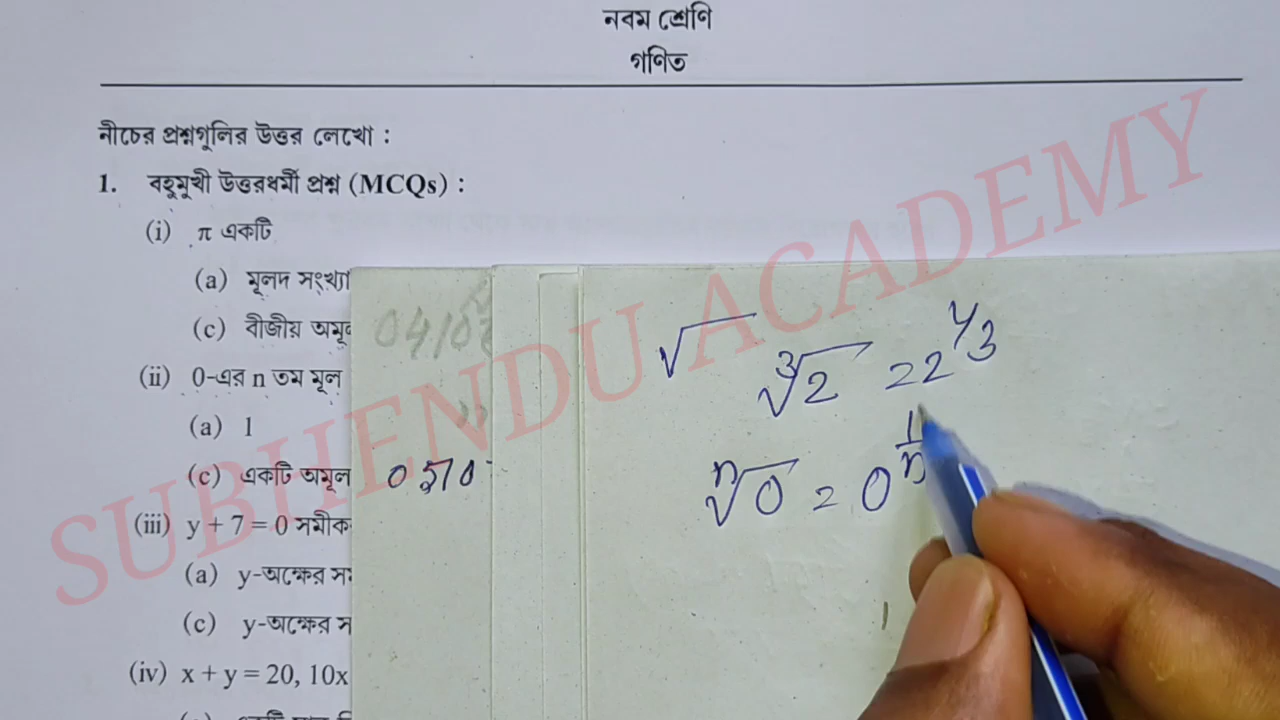 নবম শ্রেণি
গণিত
নীচের প্রশ্নগুলির উত্তর লেখো :
1. বহুমুখী উত্তরধর্মী প্রশ্ন (MCQs) :
(i) π একটি
(a) মূলদ সংখ্যা
(c) বীজীয় অমূ
(ii) 0-এর n তম মূল
(a) 1
(c) একটি অমূল
(iii) y + 7 = 0 সমীক
(a) y-অক্ষের সম
(c) y-অক্ষের স
(iv) x + y = 20, 10x
√ ∛2 = 2^1/3
ⁿ√0 = 0^1/n
SUBHENDU ACADEMY